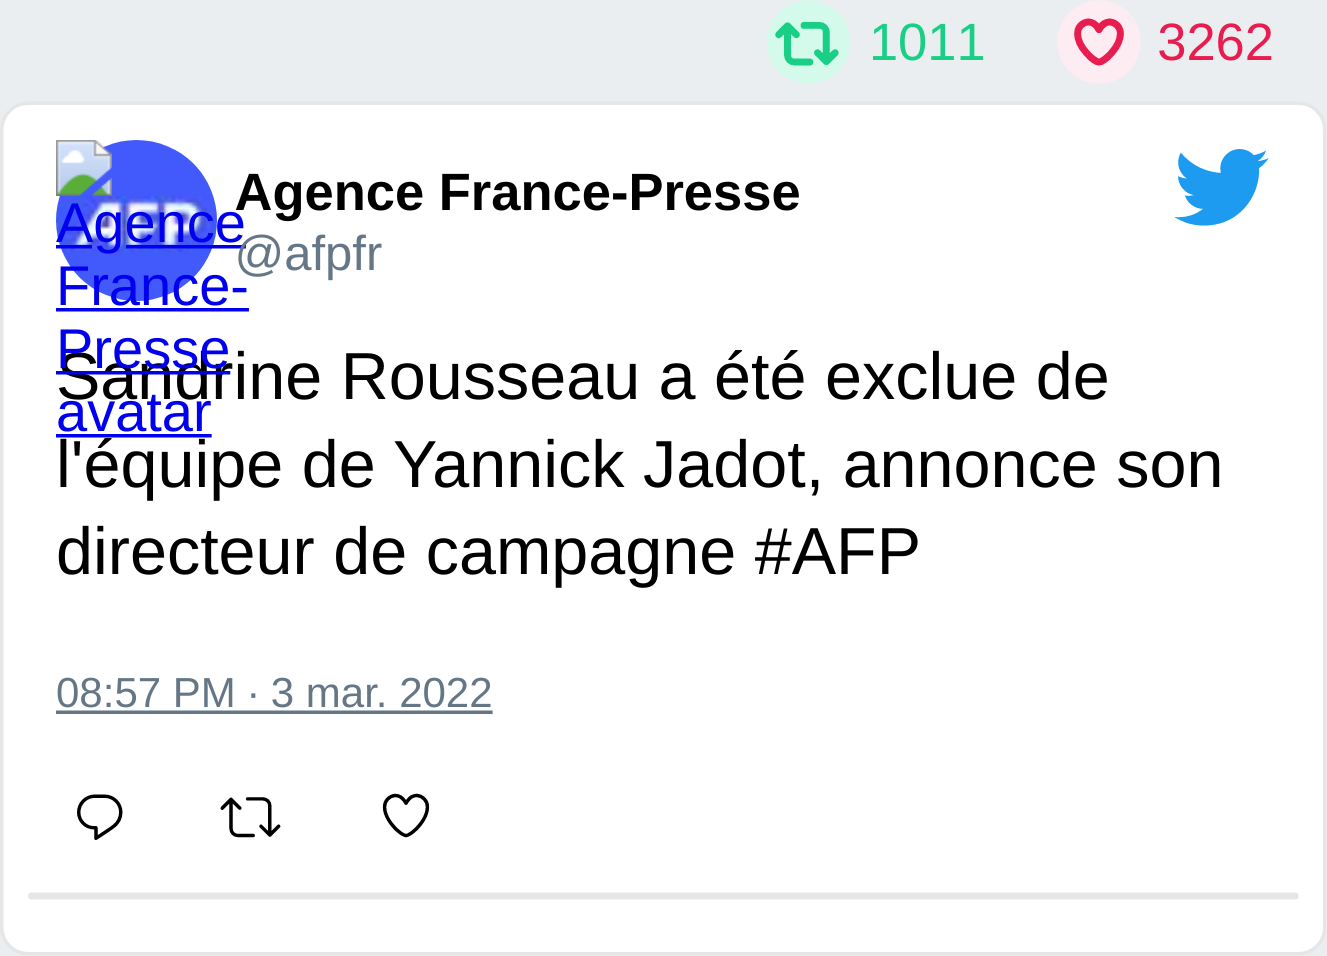 1011 3262
Agence France-Presse
@afpfr
AFP
Agence
France-
Presse
avatar
Sandrine Rousseau a été exclue de
l'équipe de Yannick Jadot, annonce son
directeur de campagne #AFP
08:57 PM · 3 mar. 2022